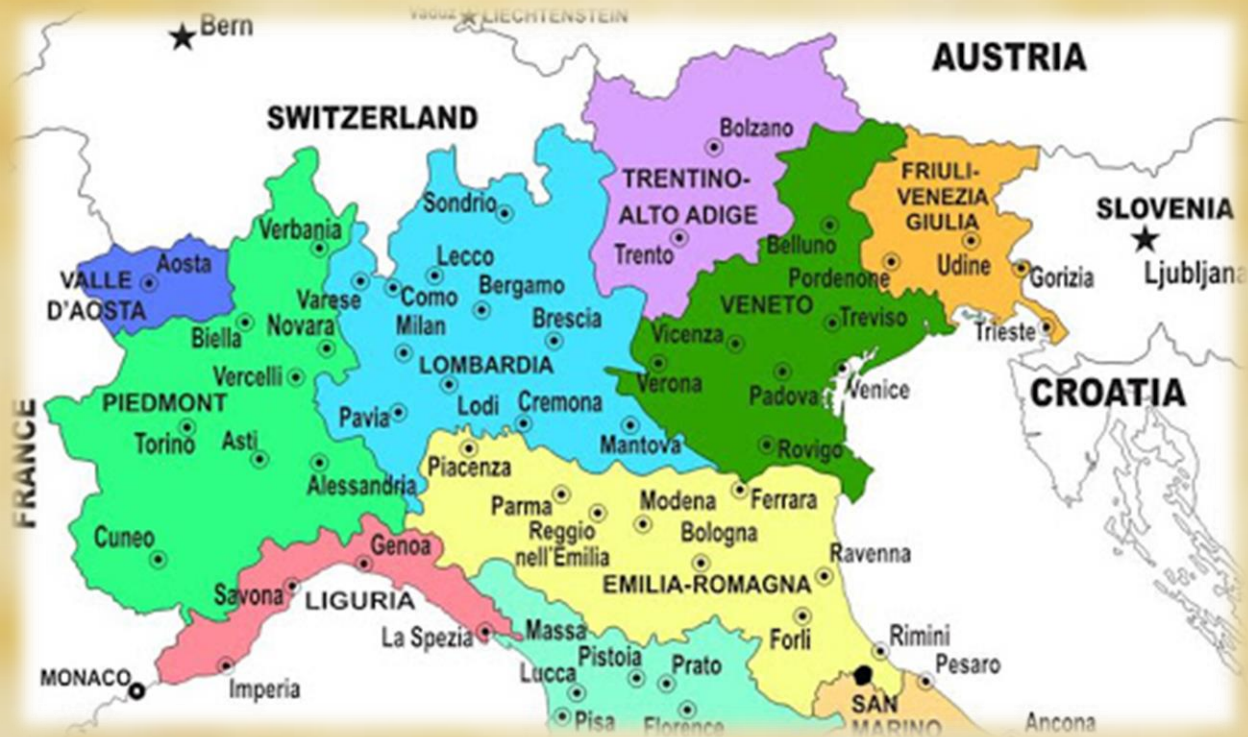 Vaduz
LIECHTENSTEIN
Bern
AUSTRIA
SWITZERLAND
Bolzano
TRENTINO-
ALTO ADIGE
Trento
FRIULI-
VENEZIA
GIULIA
Udine
Gorizia
Pordenone
Trieste
SLOVENIA
Ljubljana
Sondrio
Verbania
Lecco
Bergamo
Como
Varese
Milan
Brescia
LOMBARDIA
Lodi
Cremona
Pavia
Mantova
Aosta
VALLE
D'AOSTA
Belluno
VENETO
Treviso
Vicenza
Verona
Padova
Venice
Rovigo
Biella
Novara
Vercelli
PIEDMONT
Torino
Asti
Alessandria
Cuneo
FRANCE
CROATIA
Piacenza
Parma
Reggio
nell'Emilia
Modena
Bologna
Ferrara
EMILIA-ROMAGNA
Ravenna
Forli
Rimini
Genoa
Savona
LIGURIA
La Spezia
Imperia
MONACO
Massa
Lucca
Pistoia
Prato
Pisa
Florence
Pesaro
SAN
MARINO
Ancona